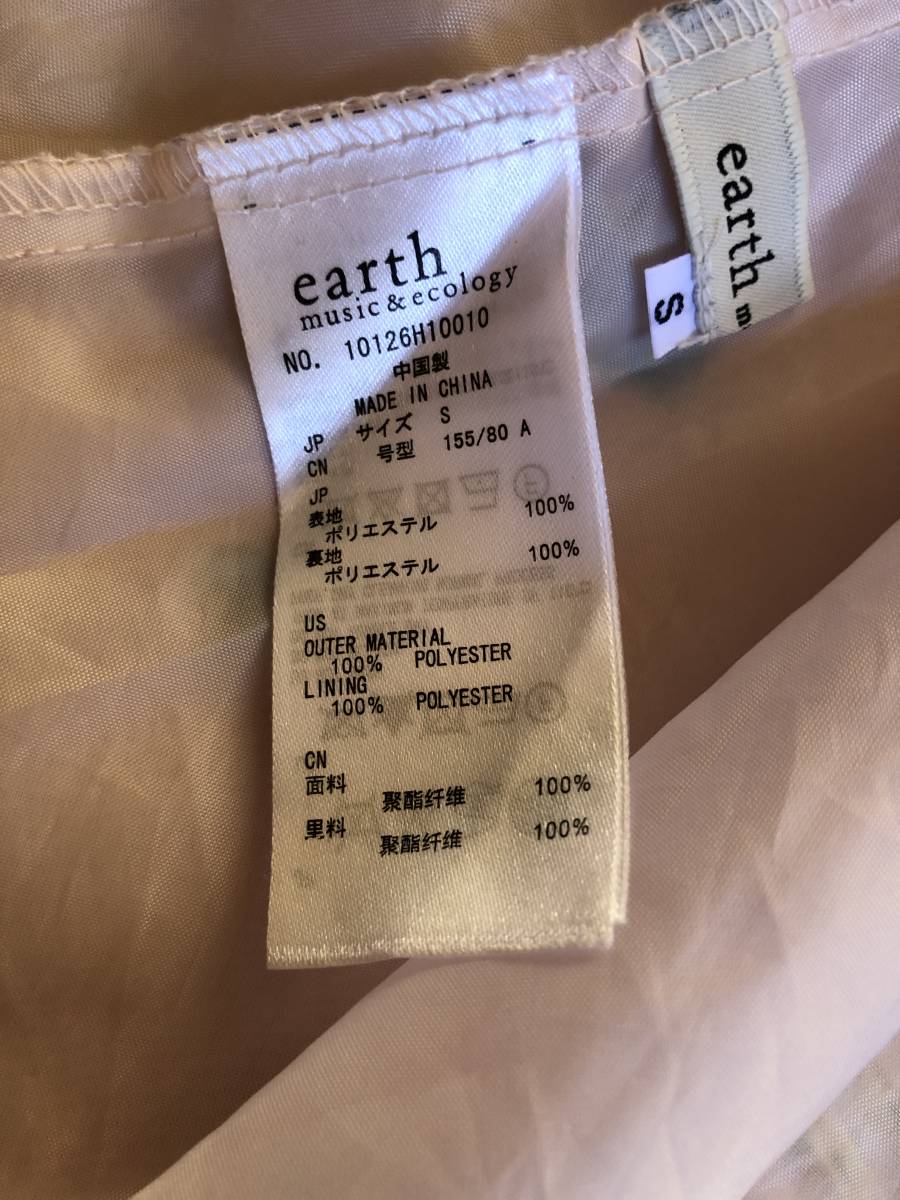 earth
music & ecology
NO. 10126H10010
中国製
MADE IN CHINA
JP サイズ S
CN 号型 155/80 A
JP
表地
ポリエステル 100%
裏地
ポリエステル 100%
US
OUTER MATERIAL
100% POLYESTER
LINING
100% POLYESTER
CN
面料
聚酯纤维 100%
里料
聚酯纤维 100%
earth
S